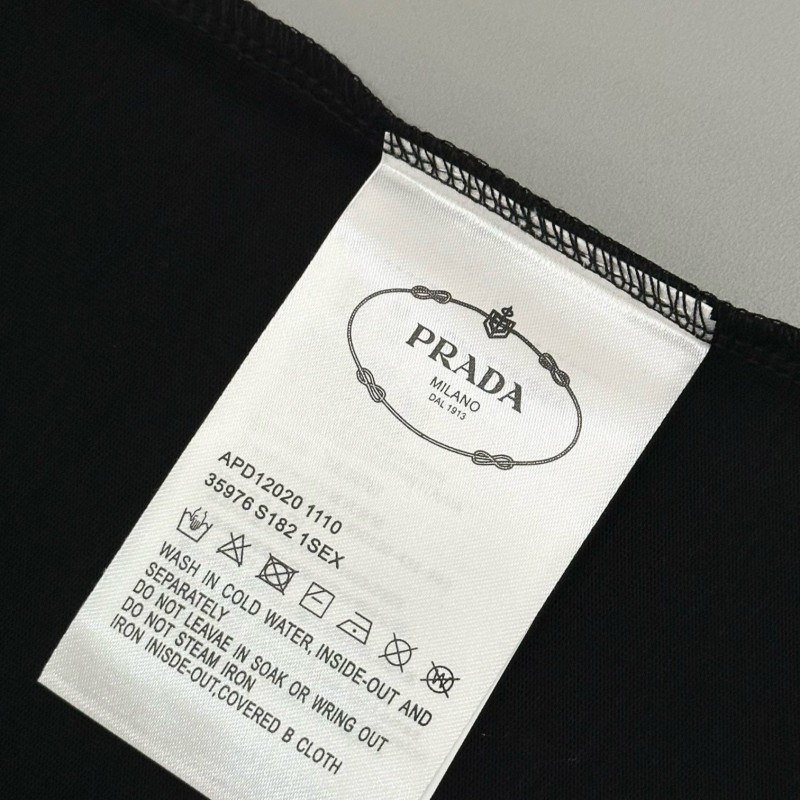 PRADA
MILANO
DAL 1913
APD12020 1110
35976 S182 1SEX
WASH IN COLD WATER, INSIDE-OUT AND
SEPARATELY
DO NOT LEAVAE IN SOAK OR WRING OUT
DO NOT STEAM IRON
IRON INISDE-OUT,COVERED B CLOTH